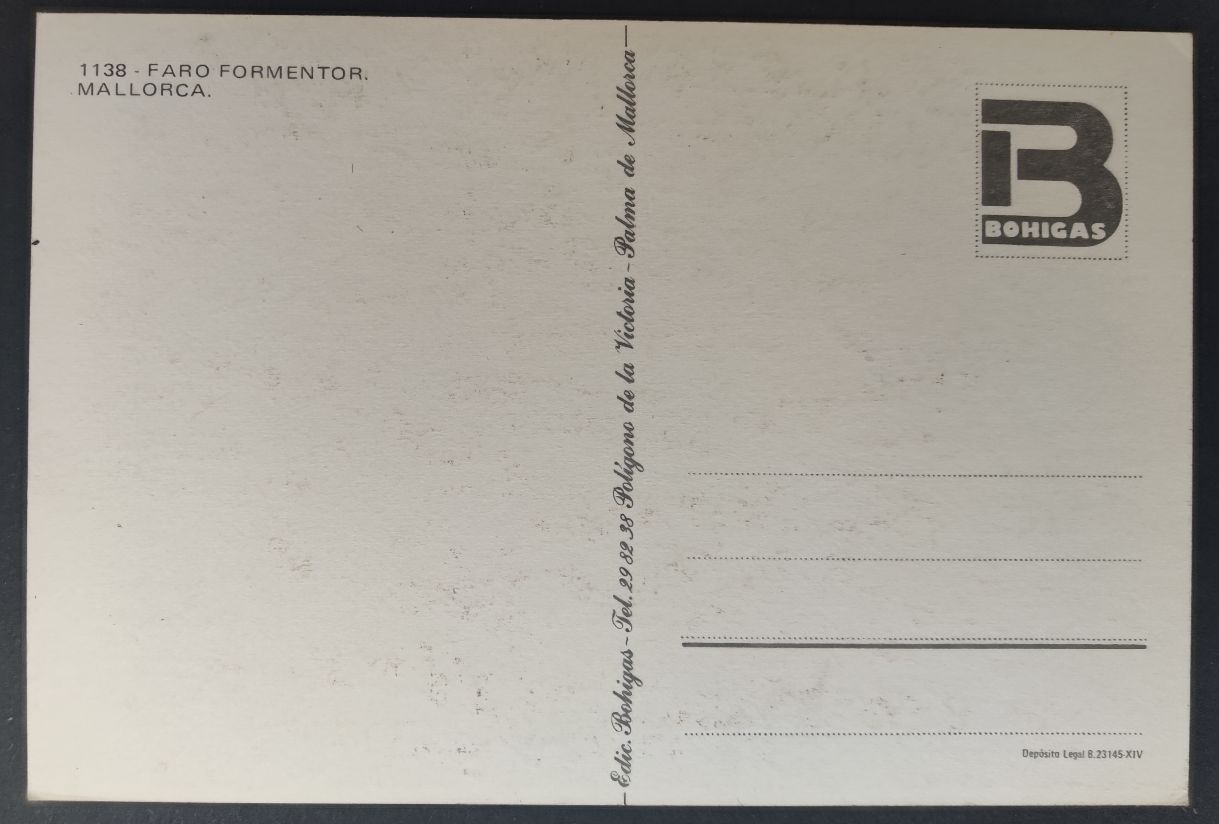 1138 - FARO FORMENTOR.
MALLORCA.
Edic. Bohigas - Tel. 29 82 38 Polígono de la Victoria - Palma de Mallorca
B
BOHIGAS
Depósito Legal B.23145-XIV